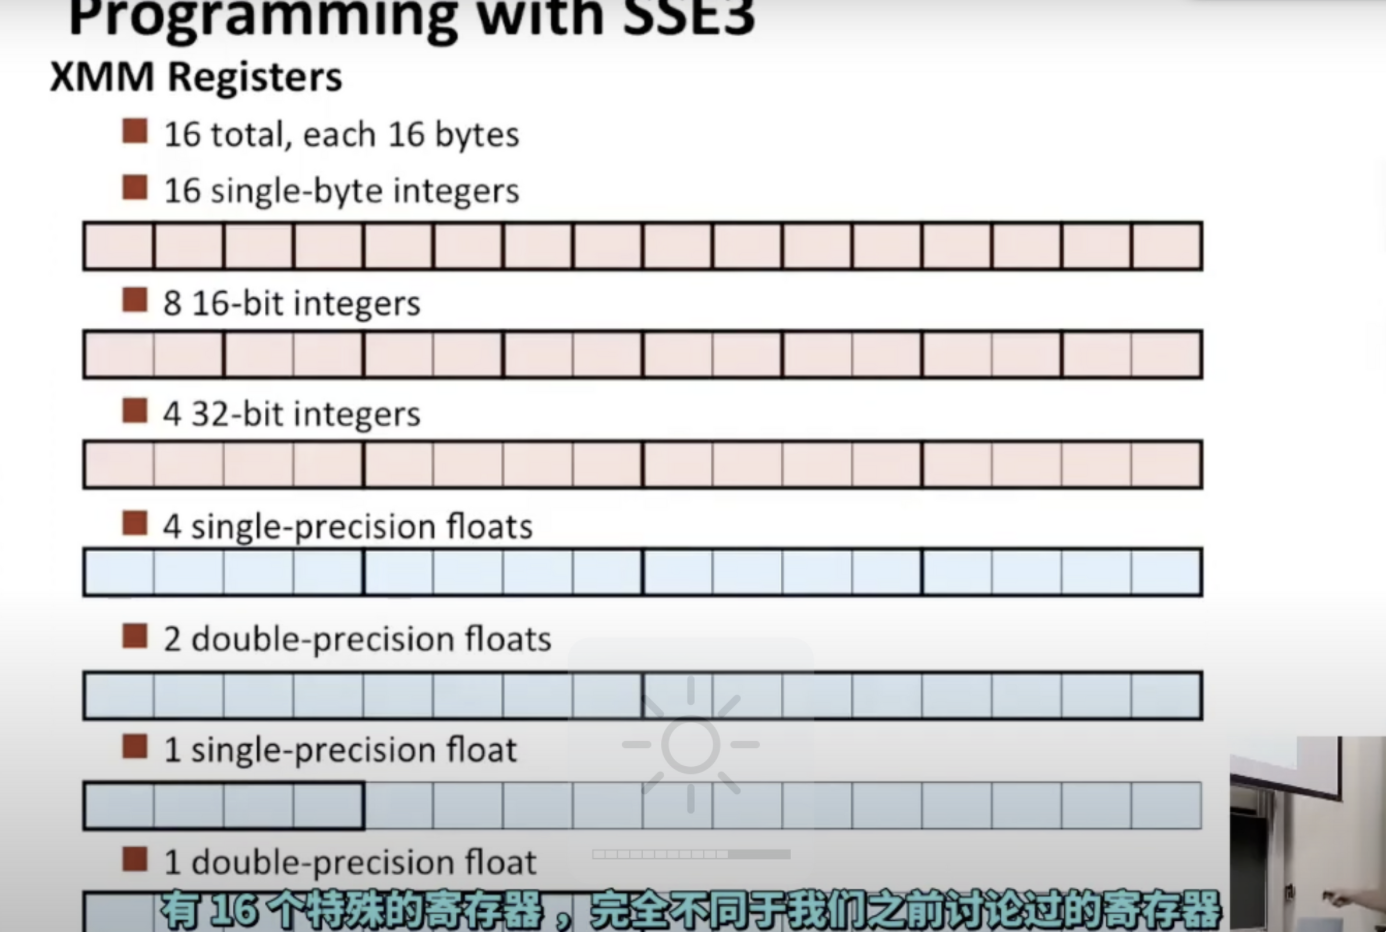 Programming with SSE3
XMM Registers
16 total, each 16 bytes
16 single-byte integers
8 16-bit integers
4 32-bit integers
4 single-precision floats
2 double-precision floats
1 single-precision float
1 double-precision float
有 16 个特殊的寄存器，完全不同于我们之前讨论过的寄存器